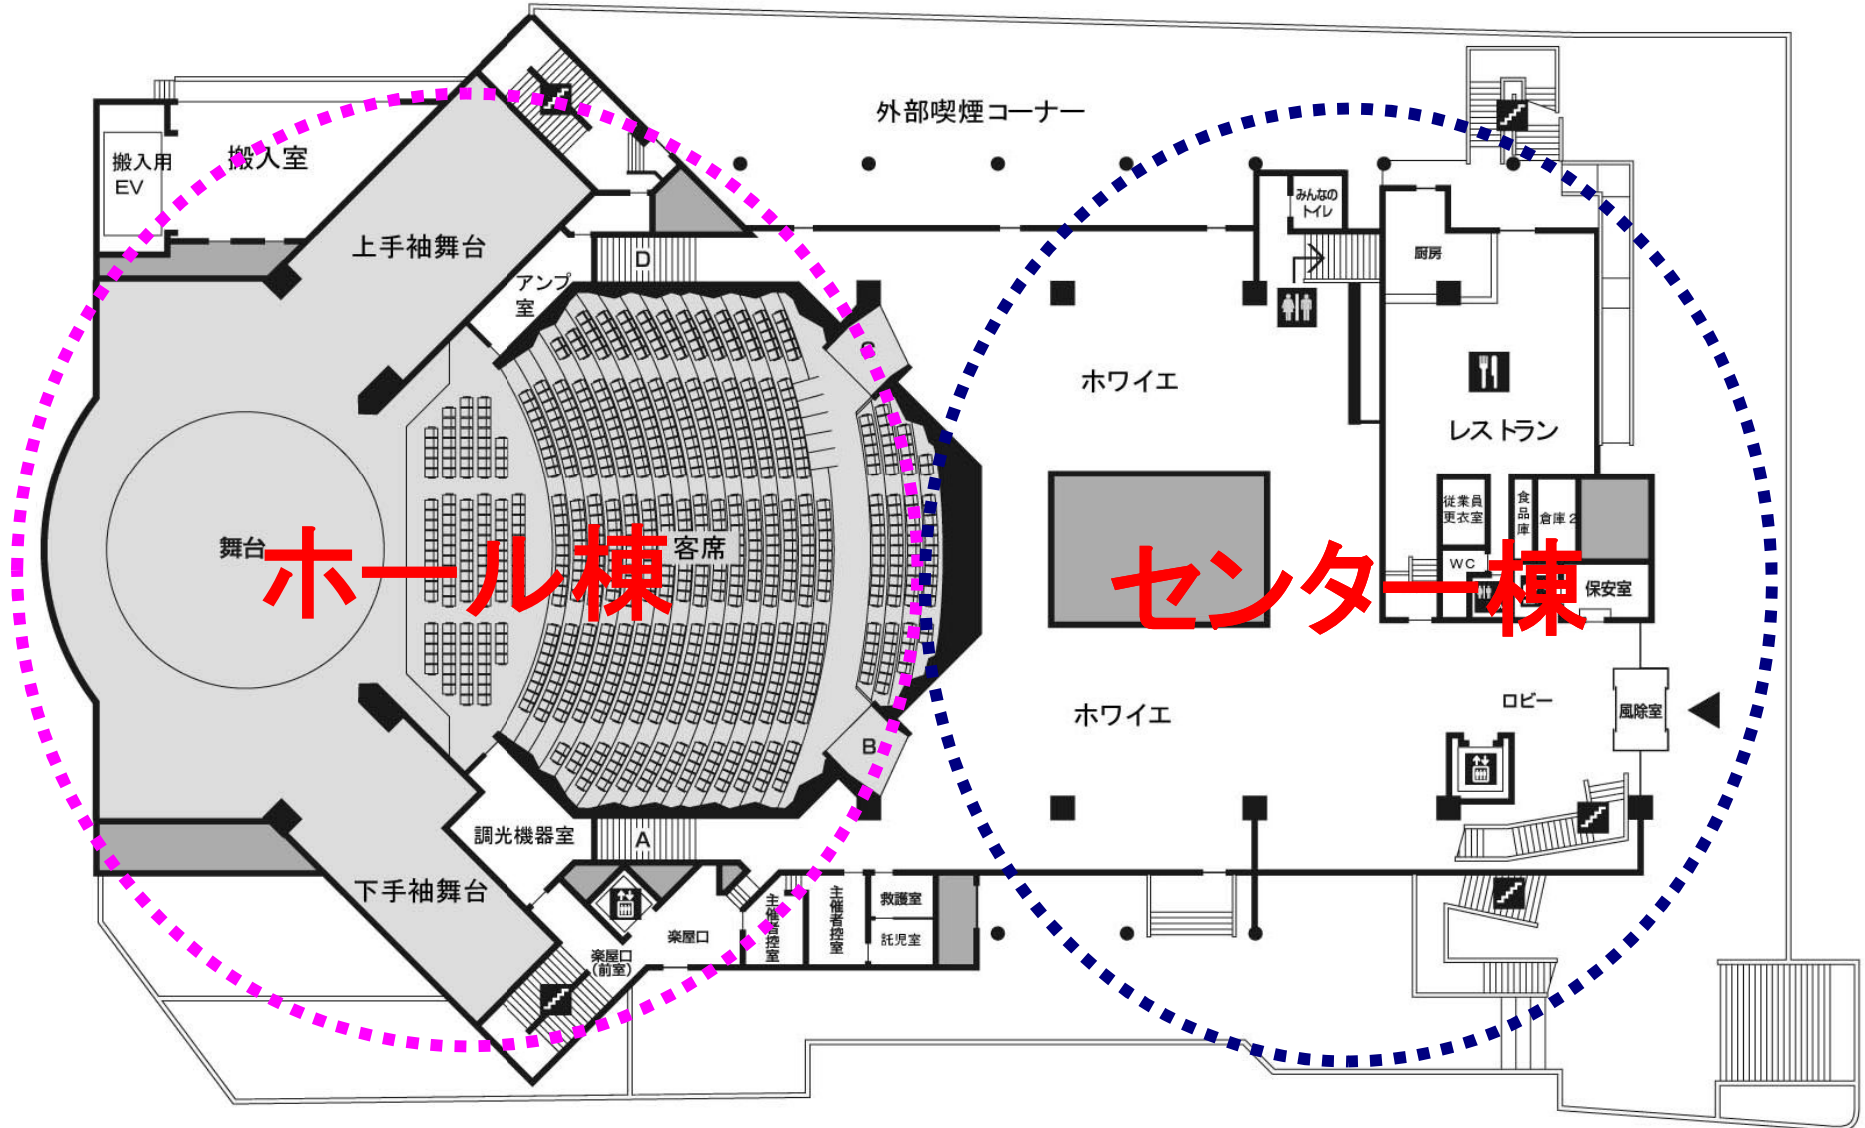 外部喫煙コーナー
搬入用
EV
搬入室
みんなの
トイレ
上手袖舞台
D
厨房
アンプ
室
C
ホワイエ
レストラン
従業員
更衣室
食品庫
倉庫2
舞台
客席
ホール棟
センター棟
WC
保安室
ロビー
風除室
ホワイエ
B
調光機器室
A
下手袖舞台
主催者控室
主催者控室
救護室
託児室
楽屋口
楽屋口
(前室)